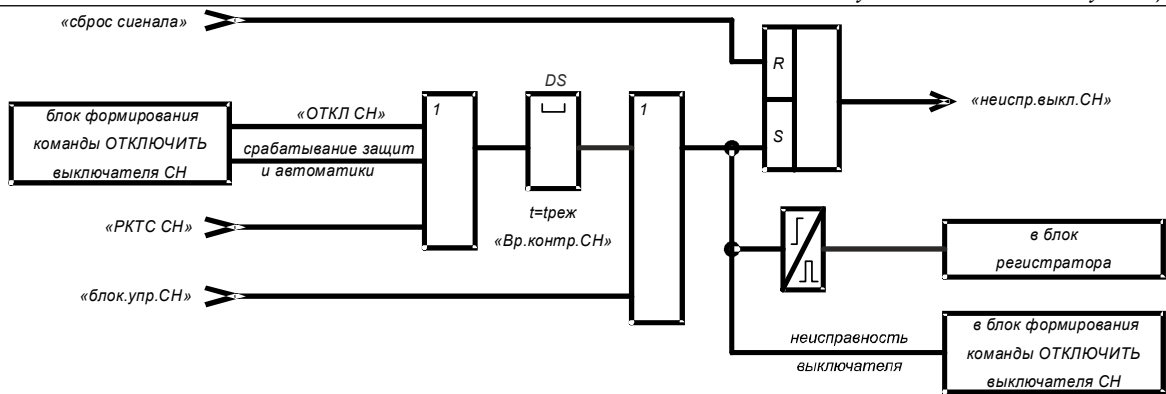 «сброс сигнала»
R
DS
«неиспр.выкл.СН»
блок формирования
команды ОТКЛЮЧИТЬ
выключателя СН
«ОТКЛ СН»
1
1
срабатывание защит
и автоматики
S
t=tреж
«Вр.контр.СН»
«РКТС СН»
в блок
регистратора
«блок.упр.СН»
неисправность
выключателя
в блок формирования
команды ОТКЛЮЧИТЬ
выключателя СН